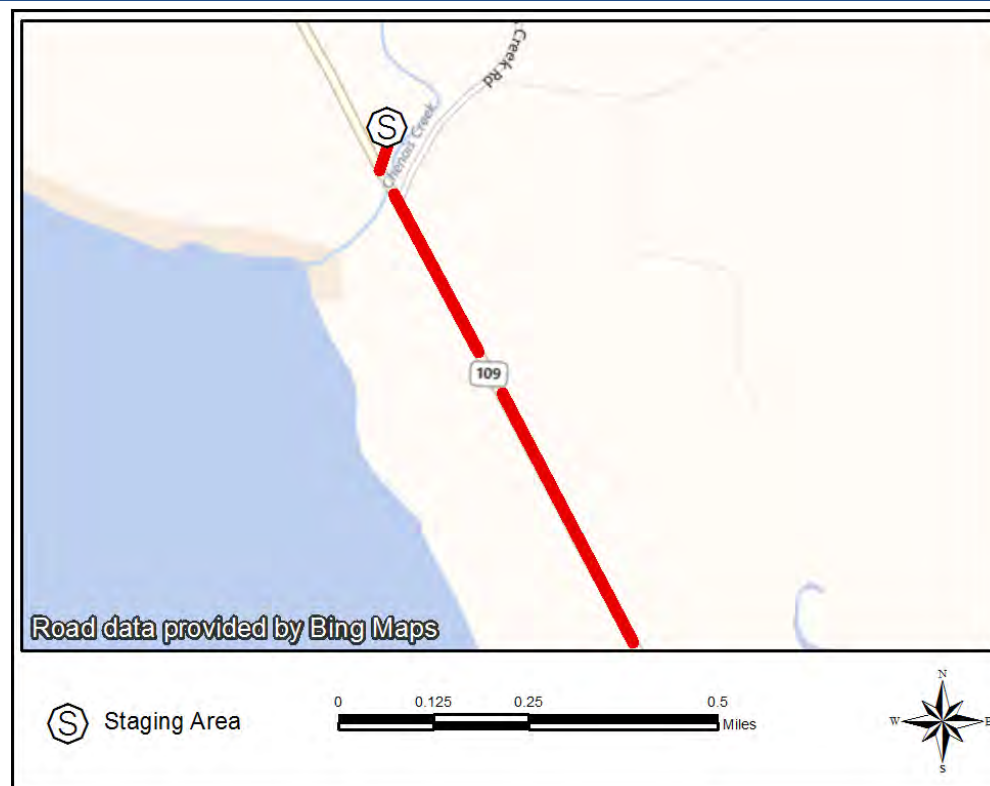 s Creek Rd
S
Chenois Creek
109
Road data provided by Bing Maps
S Staging Area
0 0.125 0.25 0.5
Miles
N
W E
S